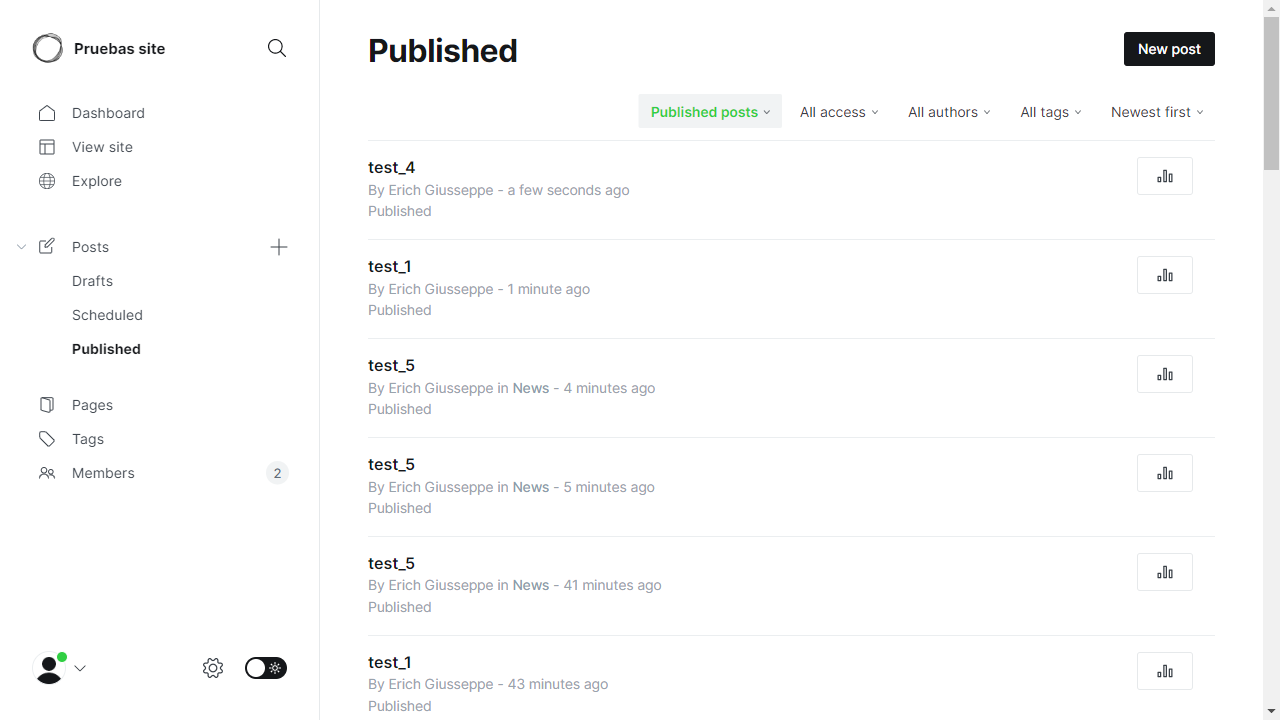 Pruebas site
Dashboard
View site
Explore
Posts
Drafts
Scheduled
Published
Pages
Tags
Members 2
Published
New post
Published posts All access All authors All tags Newest first
test_4
By Erich Giusseppe - a few seconds ago
Published
test_1
By Erich Giusseppe - 1 minute ago
Published
test_5
By Erich Giusseppe in News - 4 minutes ago
Published
test_5
By Erich Giusseppe in News - 5 minutes ago
Published
test_5
By Erich Giusseppe in News - 41 minutes ago
Published
test_1
By Erich Giusseppe - 43 minutes ago
Published